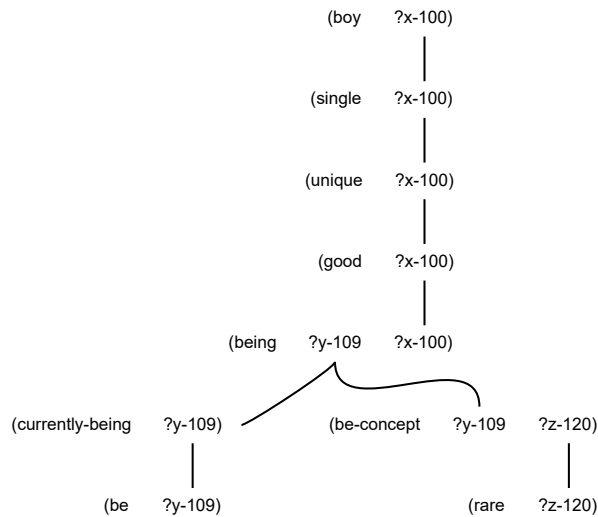 (boy ?x-100)
(single ?x-100)
(unique ?x-100)
(good ?x-100)
(being ?y-109 ?x-100)
(currently-being ?y-109) (be-concept ?y-109 ?z-120)
(be ?y-109) (rare ?z-120)